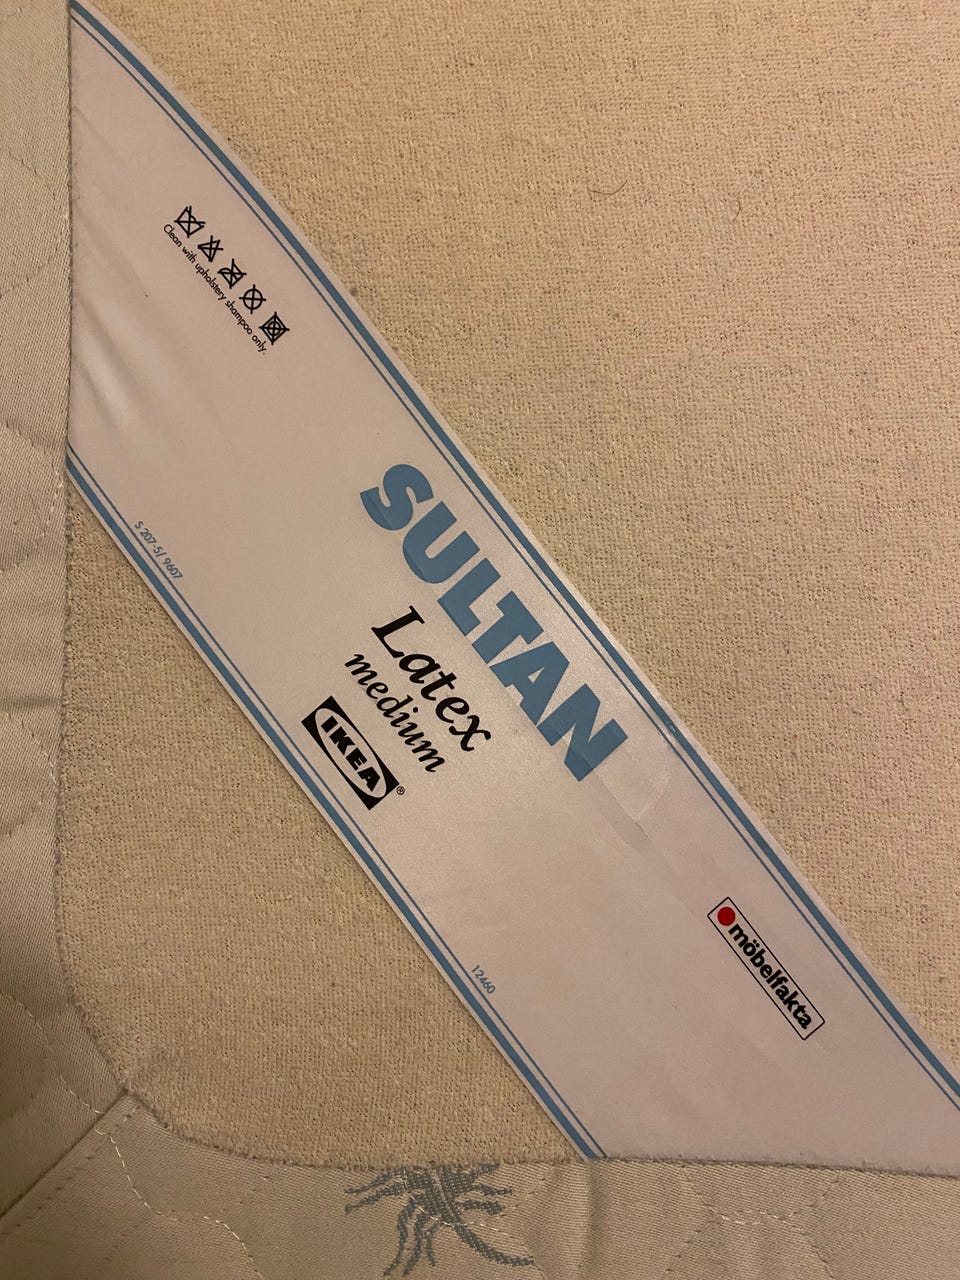 Clean with upholstery shampoo only.
SULTAN
Latex
medium
IKEA®
S 207-5/ 9607
12460
möbelfakta